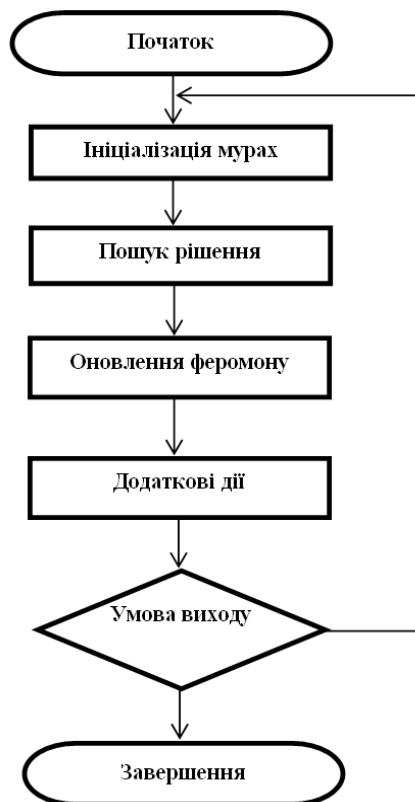 Початок
Ініціалізація мурах
Пошук рішення
Оновлення феромону
Додаткові дії
Умова виходу
Завершення